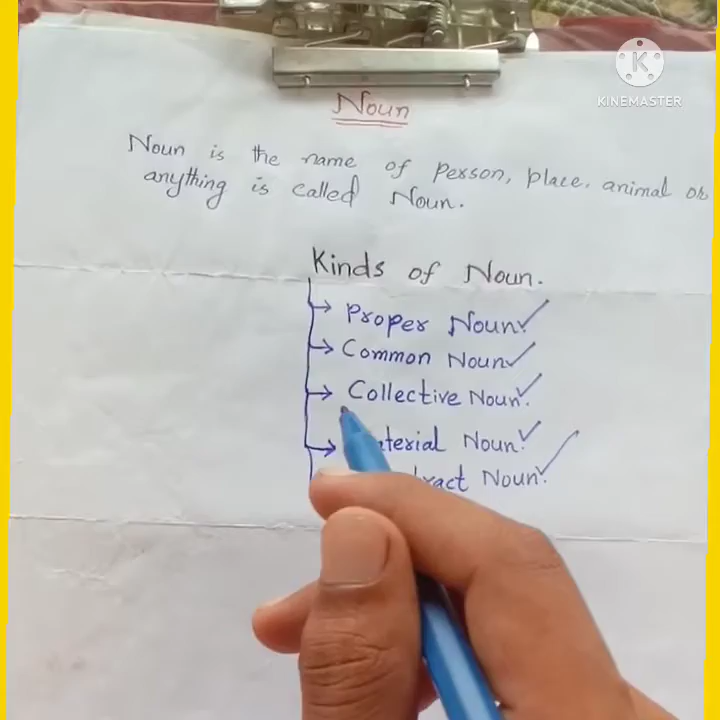 KINEMASTER
Noun
Noun is the name of person, place, animal or
anything is called Noun.
Kinds of Noun.
Proper Noun
Common Noun
Collective Noun.
Noun.
Noun.